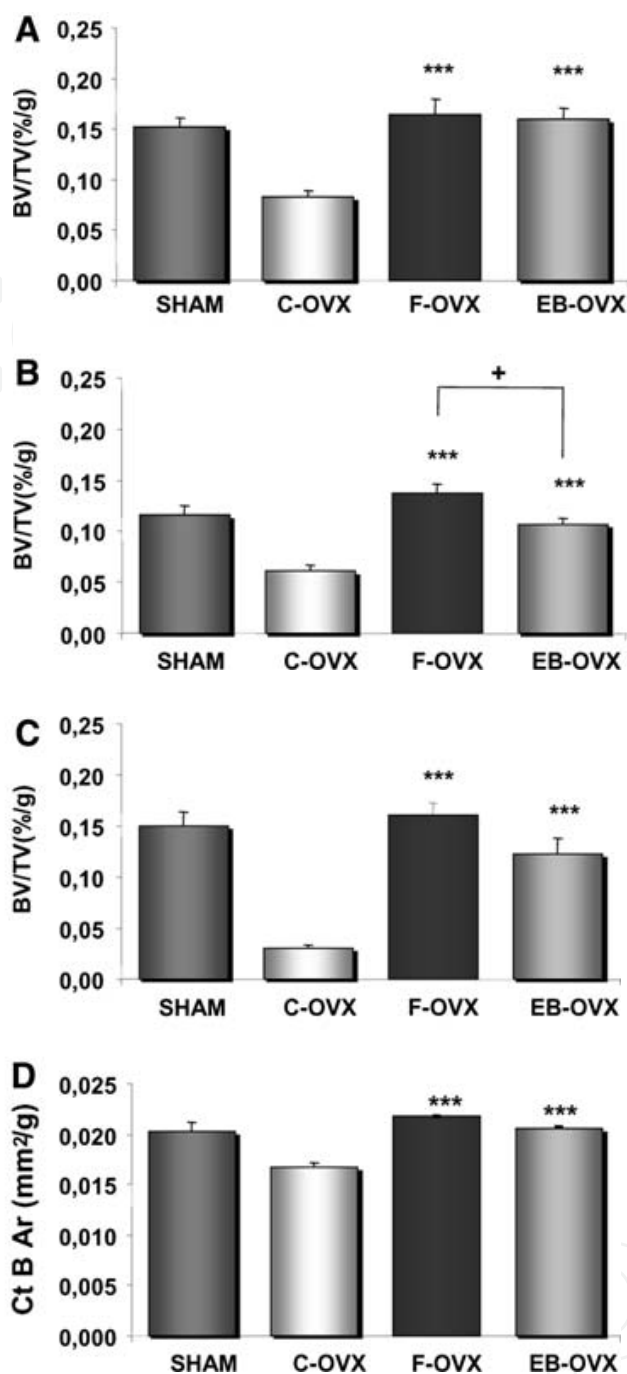 A
BV/TV(%/g)
0,25
0,20
0,15
0,10
0,05
0,00
***
***
SHAM C-OVX F-OVX EB-OVX
B
BV/TV(%/g)
0,25
0,20
0,15
0,10
0,05
0,00
+
***
***
SHAM C-OVX F-OVX EB-OVX
C
BV/TV(%/g)
0,25
0,20
0,15
0,10
0,05
0,00
***
***
SHAM C-OVX F-OVX EB-OVX
D
Ct B Ar (mm²/g)
0,025
0,020
0,015
0,010
0,005
0,000
***
***
SHAM C-OVX F-OVX EB-OVX